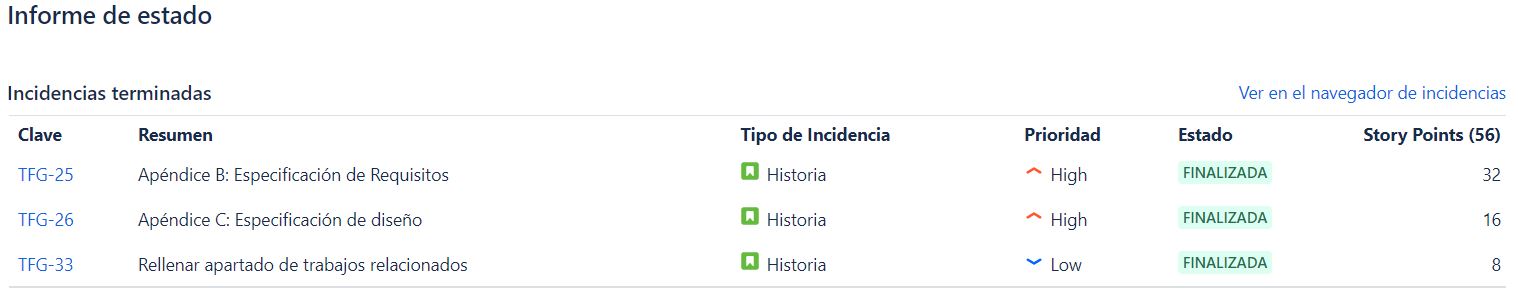 Informe de estado
Incidencias terminadas Ver en el navegador de incidencias
Clave Resumen Tipo de Incidencia Prioridad Estado Story Points (56)
TFG-25 Apéndice B: Especificación de Requisitos Historia High FINALIZADA 32
TFG-26 Apéndice C: Especificación de diseño Historia High FINALIZADA 16
TFG-33 Rellenar apartado de trabajos relacionados Historia Low FINALIZADA 8